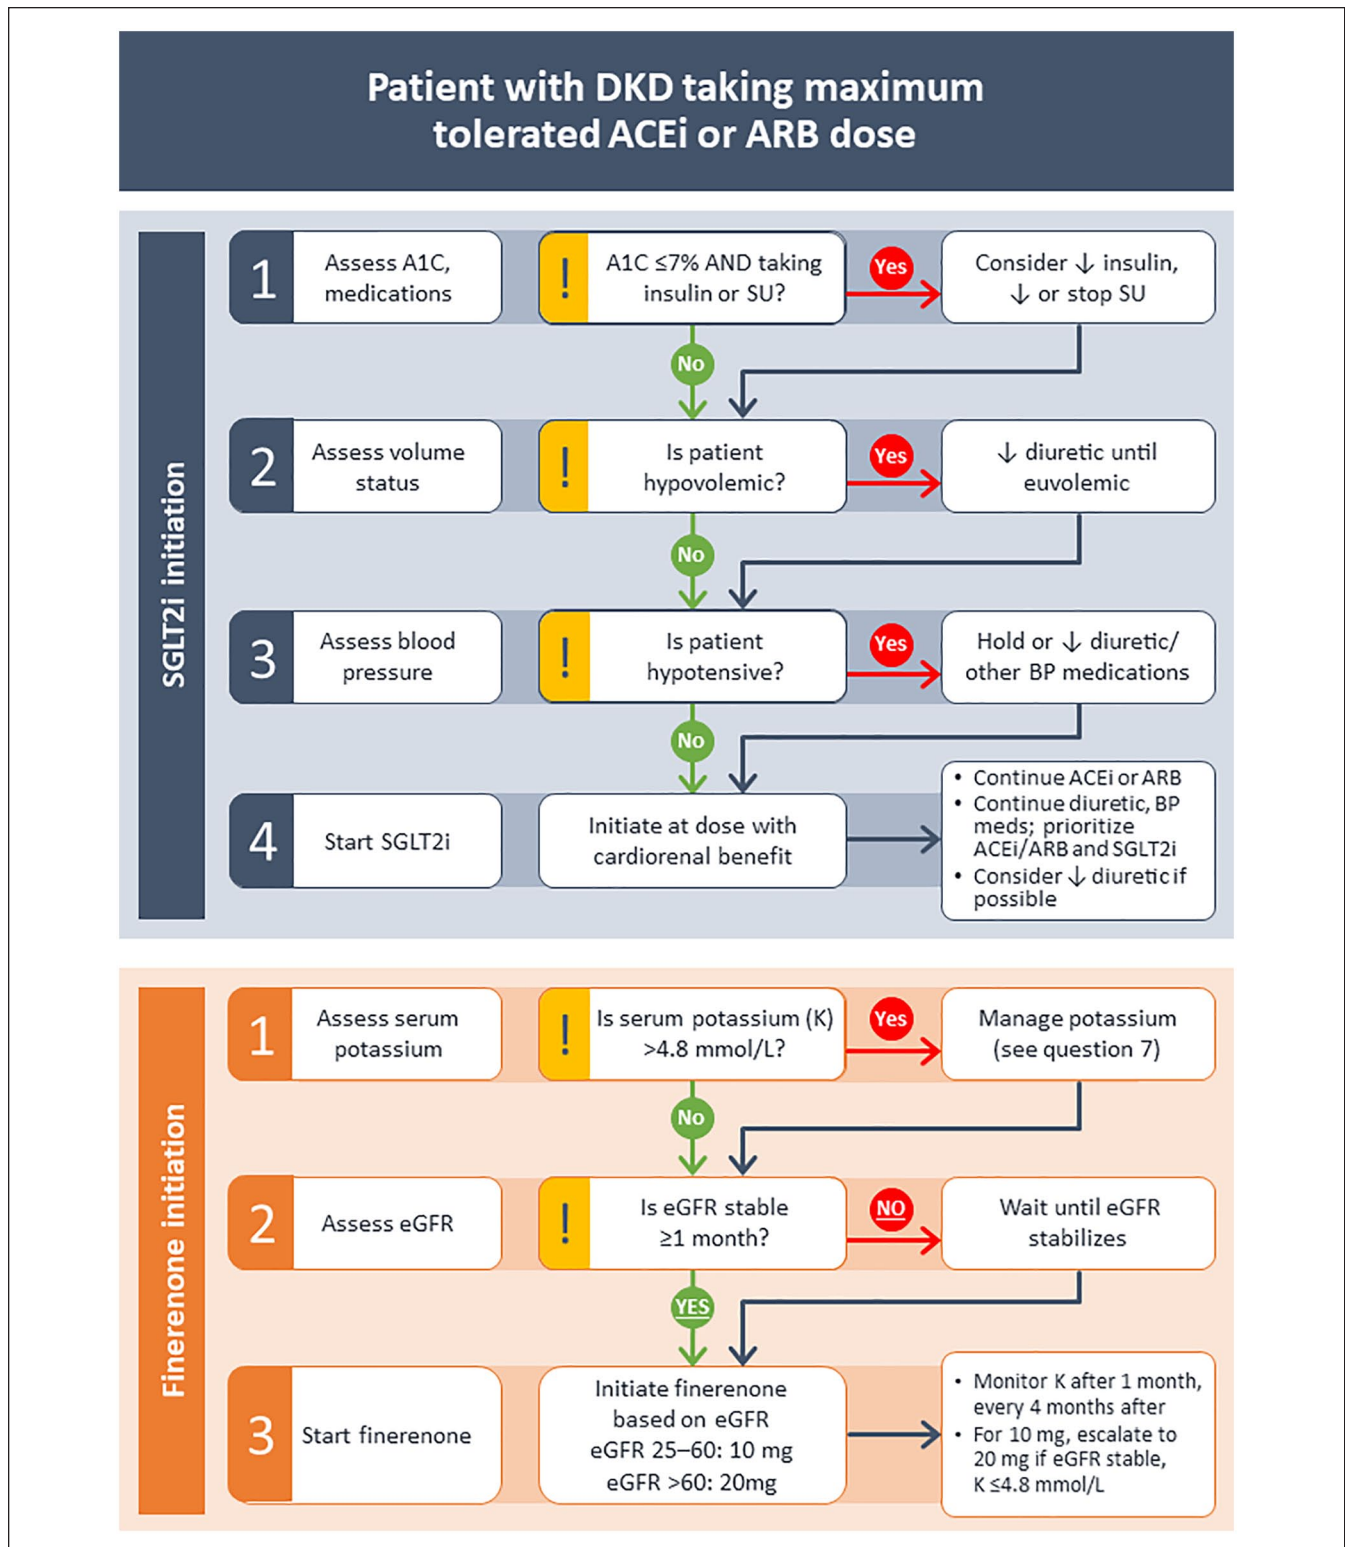 Patient with DKD taking maximum
tolerated ACEi or ARB dose
SGLT2i initiation
1
Assess A1C,
medications
!
A1C ≤7% AND taking
insulin or SU?
Yes
Consider ↓ insulin,
↓ or stop SU
No
2
Assess volume
status
!
Is patient
hypovolemic?
Yes
↓ diuretic until
euvolemic
No
3
Assess blood
pressure
!
Is patient
hypotensive?
Yes
Hold or ↓ diuretic/
other BP medications
No
4
Start SGLT2i
Initiate at dose with
cardiorenal benefit
• Continue ACEi or ARB
• Continue diuretic, BP
meds; prioritize
ACEi/ARB and SGLT2i
• Consider ↓ diuretic if
possible
Finerenone initiation
1
Assess serum
potassium
!
Is serum potassium (K)
>4.8 mmol/L?
Yes
Manage potassium
(see question 7)
No
2
Assess eGFR
!
Is eGFR stable
≥1 month?
NO
Wait until eGFR
stabilizes
YES
3
Start finerenone
Initiate finerenone
based on eGFR
eGFR 25–60: 10 mg
eGFR >60: 20mg
• Monitor K after 1 month,
every 4 months after
• For 10 mg, escalate to
20 mg if eGFR stable,
K ≤4.8 mmol/L